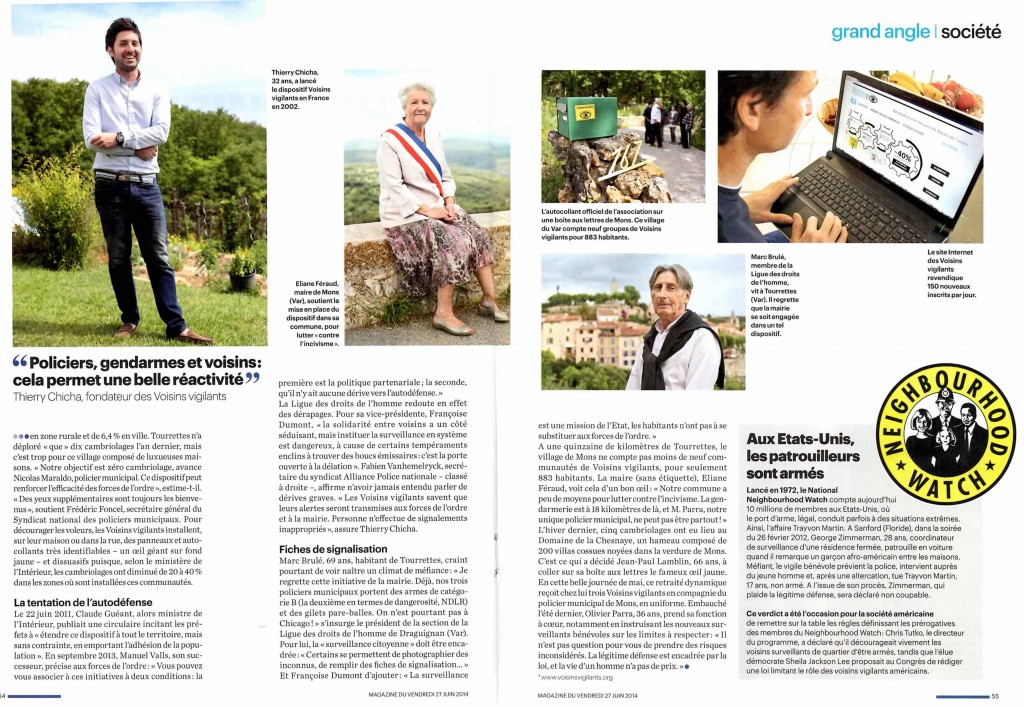 grand angle | société
Thierry Chicha,
32 ans, a lancé
le dispositif Voisins
vigilants en France
en 2002.
Eliane Féraud,
maire de Mons
(Var), soutient la
mise en place du
dispositif dans sa
commune, pour
lutter « contre
l'incivisme ».
“ Policiers, gendarmes et voisins :
cela permet une belle réactivité ”
Thierry Chicha, fondateur des Voisins vigilants
en zone rurale et de 6,4 % en ville. Tourrettes n'a
déploré « que » dix cambriolages l'an dernier, mais
c'est trop pour ce village composé de luxueuses mai-
sons. « Notre objectif est zéro cambriolage, avance
Nicolas Maraldo, policier municipal. Ce dispositif peut
renforcer l'efficacité des forces de l'ordre », estime-t-il.
« Des yeux supplémentaires sont toujours les bienve-
nus », soutient Frédéric Foncel, secrétaire général du
Syndicat national des policiers municipaux. Pour
décourager les voleurs, les Voisins vigilants installent,
sur leur maison ou dans la rue, des panneaux et auto-
collants très identifiables – un œil géant sur fond
jaune – et dissuasifs puisque, selon le ministère de
l'Intérieur, les cambriolages ont diminué de 20 à 40 %
dans les zones où sont installées ces communautés.
La tentation de l'autodéfense
Le 22 juin 2011, Claude Guéant, alors ministre de
l'Intérieur, publiait une circulaire incitant les pré-
fets à « étendre ce dispositif à tout le territoire, mais
sans contrainte, en emportant l'adhésion de la popu-
lation ». En septembre 2013, Manuel Valls, son suc-
cesseur, précise aux forces de l'ordre : « Vous pouvez
vous associer à ces initiatives à deux conditions : la
première est la politique partenariale ; la seconde,
qu'il n'y ait aucune dérive vers l'autodéfense. »
La Ligue des droits de l'homme redoute en effet
des dérapages. Pour sa vice-présidente, Françoise
Dumont, « la solidarité entre voisins a un côté
séduisant, mais instituer la surveillance en système
est dangereux, à cause de certains tempéraments
enclins à trouver des boucs émissaires : c'est la porte
ouverte à la délation ». Fabien Vanhemelryck, secré-
taire du syndicat Alliance Police nationale – classé
à droite –, affirme n'avoir jamais entendu parler de
dérives graves. « Les Voisins vigilants savent que
leurs alertes seront transmises aux forces de l'ordre
et à la mairie. Personne n'effectue de signalements
inappropriés », assure Thierry Chicha.
Fiches de signalisation
Marc Brulé, 69 ans, habitant de Tourrettes, craint
pourtant de voir naître un climat de méfiance : « Je
regrette cette initiative de la mairie. Déjà, nos trois
policiers municipaux portent des armes de catégo-
rie B (la deuxième en termes de dangerosité, NDLR)
et des gilets pare-balles. On n'est pourtant pas à
Chicago ! » s'insurge le président de la section de la
Ligue des droits de l'homme de Draguignan (Var).
Pour lui, la « surveillance citoyenne » doit être enca-
drée : « Certains se permettent de photographier des
inconnus, de remplir des fiches de signalisation... »
Et Françoise Dumont d'ajouter : « La surveillance
54
MAGAZINE DU VENDREDI 27 JUIN 2014
L'autocollant officiel de l'association sur
une boîte aux lettres de Mons. Ce village
du Var compte neuf groupes de Voisins
vigilants pour 883 habitants.
-40%
Le site Internet
des Voisins
vigilants
revendique
150 nouveaux
inscrits par jour.
Marc Brulé,
membre de la
Ligue des droits
de l'homme,
vit à Tourrettes
(Var). Il regrette
que la mairie
se soit engagée
dans un tel
dispositif.
est une mission de l'Etat, les habitants n'ont pas à se
substituer aux forces de l'ordre. »
A une quinzaine de kilomètres de Tourrettes, le
village de Mons ne compte pas moins de neuf com-
munautés de Voisins vigilants, pour seulement
883 habitants. La maire (sans étiquette), Eliane
Féraud, voit cela d'un bon œil : « Notre commune a
peu de moyens pour lutter contre l'incivisme. La gen-
darmerie est à 18 kilomètres de là, et M. Parra, notre
unique policier municipal, ne peut pas être partout ! »
L'hiver dernier, cinq cambriolages ont eu lieu au
Domaine de la Chesnaye, un hameau composé de
200 villas cossues noyées dans la verdure de Mons.
C'est ce qui a décidé Jean-Paul Lamblin, 66 ans, à
coller sur sa boîte aux lettres le fameux œil jaune.
En cette belle journée de mai, ce retraité dynamique
reçoit chez lui trois Voisins vigilants en compagnie du
policier municipal de Mons, en uniforme. Embauché
l'été dernier, Olivier Parra, 36 ans, prend sa fonction
à cœur, notamment en instruisant les nouveaux sur-
veillants bénévoles sur les limites à respecter : « Il
n'est pas question pour vous de prendre des risques
inconsidérés. La légitime défense est encadrée par la
loi, et la vie d'un homme n'a pas de prix. »
* www.voisinsvigilants.org
NEIGHBOURHOOD
WATCH
Aux Etats-Unis,
les patrouilleurs
sont armés
Lancé en 1972, le National
Neighbourhood Watch compte aujourd'hui
10 millions de membres aux Etats-Unis, où
le port d'arme, légal, conduit parfois à des situations extrêmes.
Ainsi, l'affaire Trayvon Martin. A Sanford (Floride), dans la soirée
du 26 février 2012, George Zimmerman, 28 ans, coordinateur
de surveillance d'une résidence fermée, patrouille en voiture
quand il remarque un garçon afro-américain entre les maisons.
Méfiant, le vigile bénévole prévient la police, intervient auprès
du jeune homme et, après une altercation, tue Trayvon Martin,
17 ans, non armé. A l'issue de son procès, Zimmerman, qui
plaide la légitime défense, sera déclaré non coupable.
Ce verdict a été l'occasion pour la société américaine
de remettre sur la table les règles définissant les prérogatives
des membres du Neighbourhood Watch : Chris Tutko, le directeur
du programme, a déclaré qu'il décourageait vivement les
voisins surveillants de quartier d'être armés, tandis que l'élue
démocrate Sheila Jackson Lee proposait au Congrès de rédiger
une loi limitant le rôle des voisins vigilants américains.
MAGAZINE DU VENDREDI 27 JUIN 2014
55